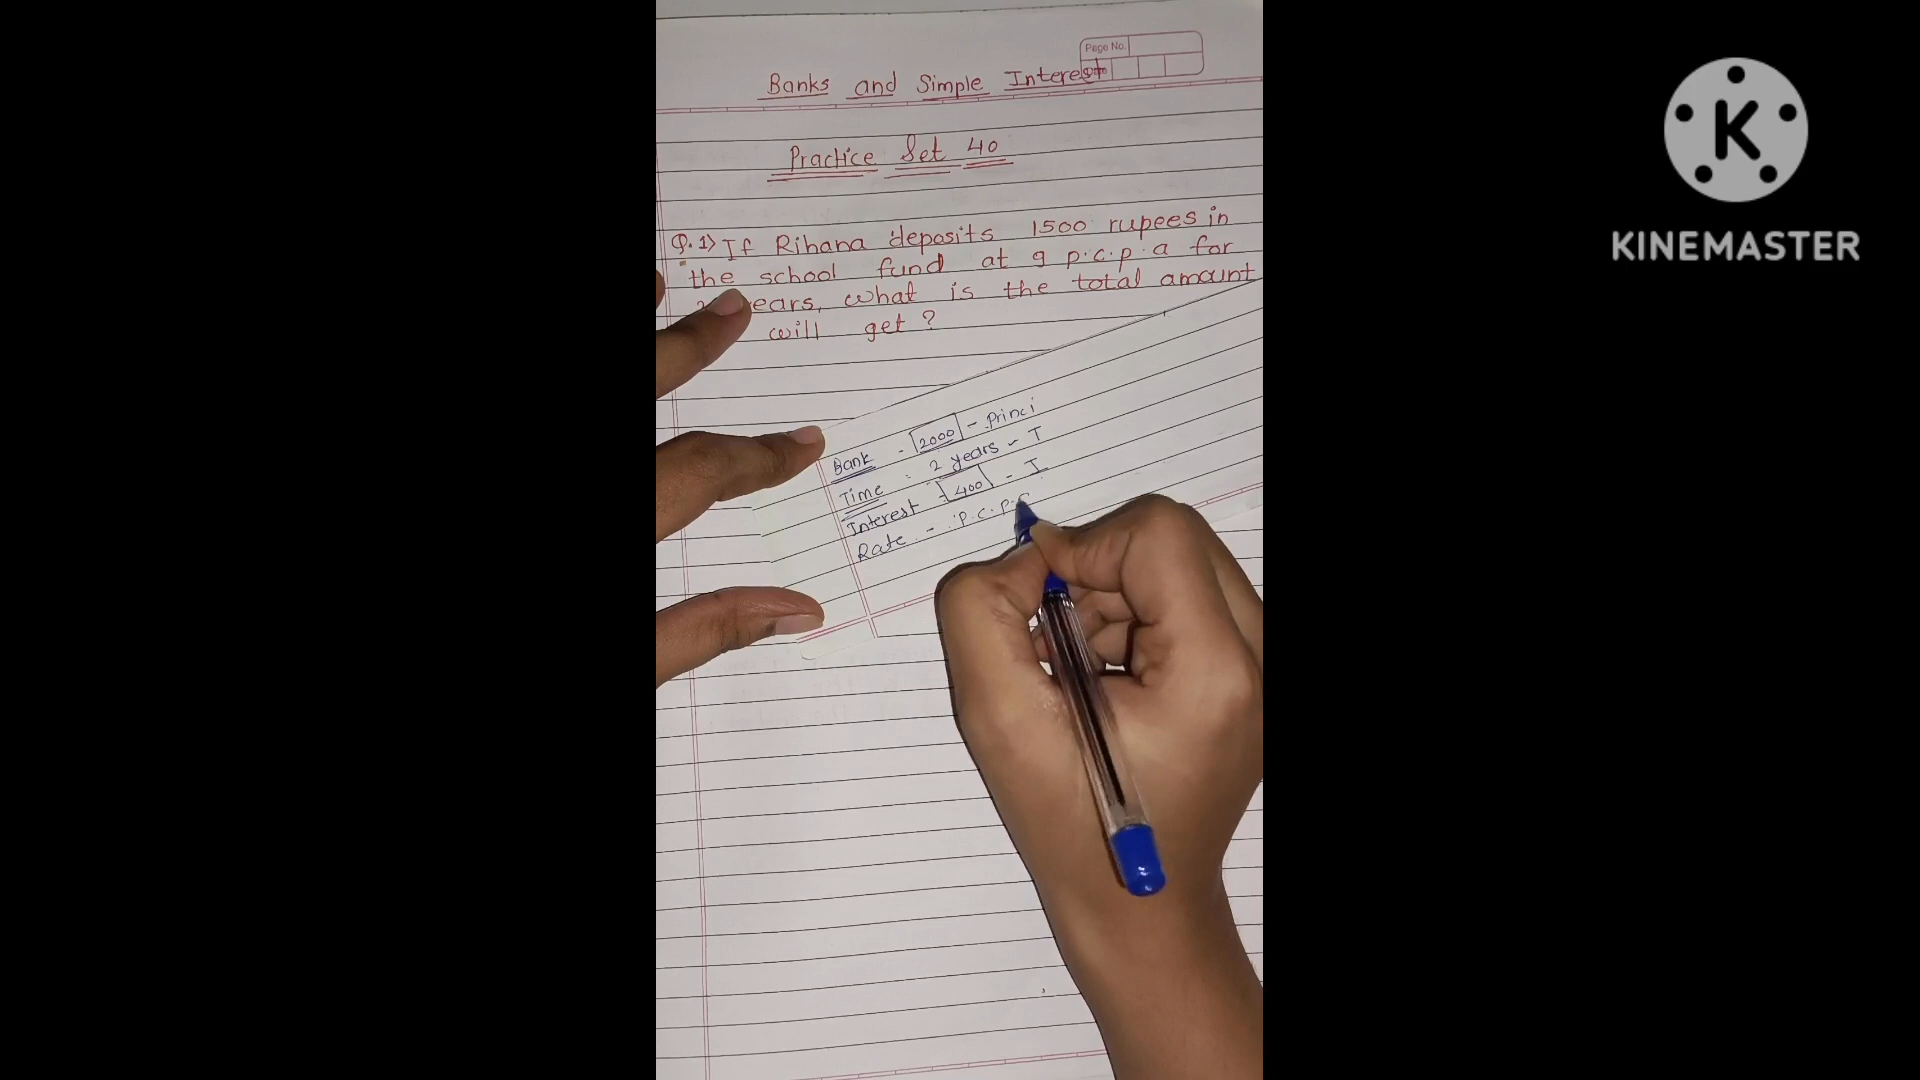 Page No.
Banks and Simple Interest
Practice Set 40
Q.1) If Rihana deposits 1500 rupees in
the school fund at 9 p.c.p.a for
years, what is the total amount
will get?
Bank - 2000 - Princi
Time : 2 years - T
Interest - 400 - I
Rate - P.C.P.
KINEMASTER